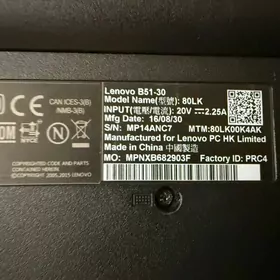 CAN ICES-3(B)
/NMB-3(B)
NYCE
COPYRIGHTED CODE AND PARTS
CONTAINED HEREIN
©COPYRIGHT 2005,2015 LENOVO
Lenovo B51-30
Model Name(型號): 80LK
INPUT(電壓/電流): 20V ⎓ 2.25A
Mfg Date: 16/08/30
S/N: MP14ANC7
MTM:80LK00K4AK
Manufactured for Lenovo PC HK Limited
Made in China 中國製造
MO: MPNXB682903F Factory ID: PRC4